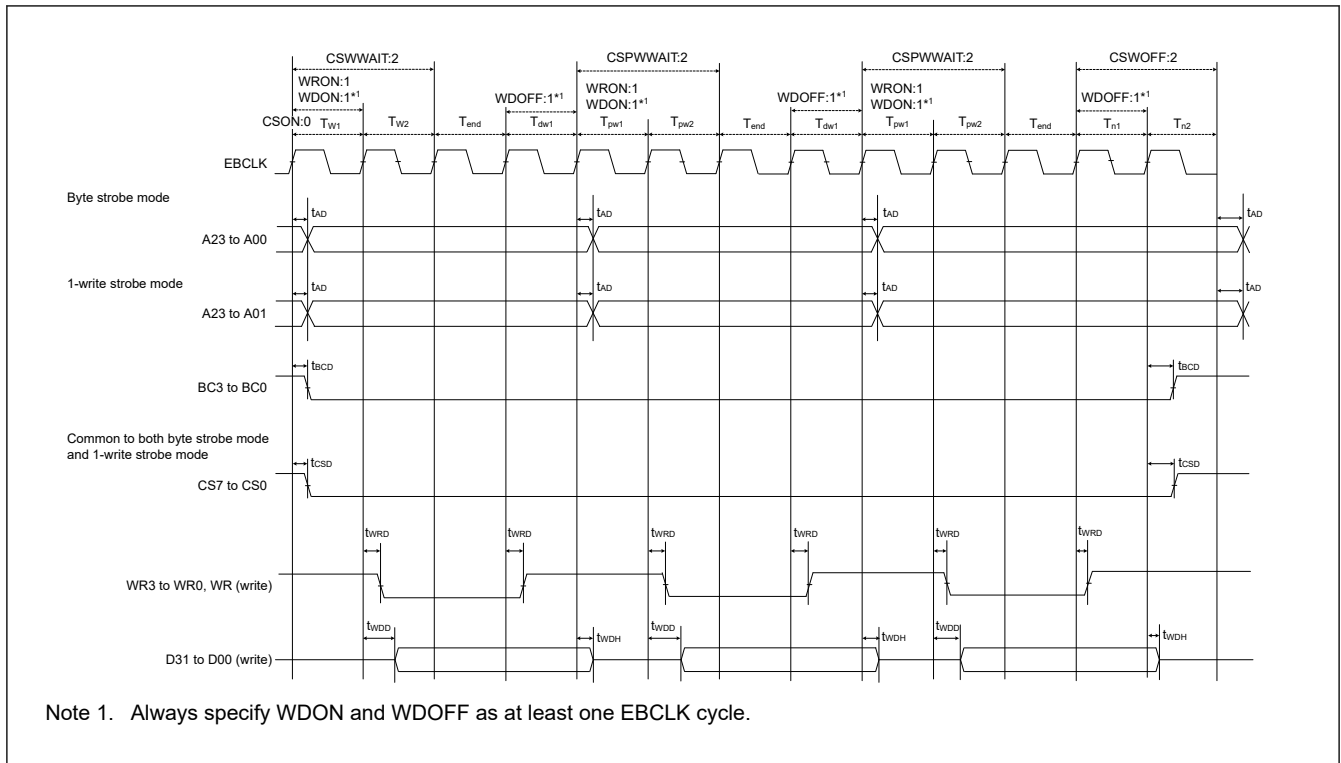 CSWWAIT:2 CSPWWAIT:2 CSPWWAIT:2 CSWOFF:2
WRON:1 WRON:1 WRON:1
WDON:1*1 WDOFF:1*1 WDON:1*1 WDOFF:1*1 WDON:1*1 WDOFF:1*1
CSON:0 TW1 TW2 Tend Tdw1 Tpw1 Tpw2 Tend Tdw1 Tpw1 Tpw2 Tend Tn1 Tn2
EBCLK
Byte strobe mode
tAD tAD tAD tAD
A23 to A00
1-write strobe mode
tAD tAD tAD tAD
A23 to A01
tBCD tBCD
BC3 to BC0
Common to both byte strobe mode
and 1-write strobe mode
tCSD tCSD
CS7 to CS0
tWRD tWRD tWRD tWRD tWRD tWRD
WR3 to WR0, WR (write)
tWDD tWDH tWDD tWDH tWDD tWDH
D31 to D00 (write)
Note 1. Always specify WDON and WDOFF as at least one EBCLK cycle.